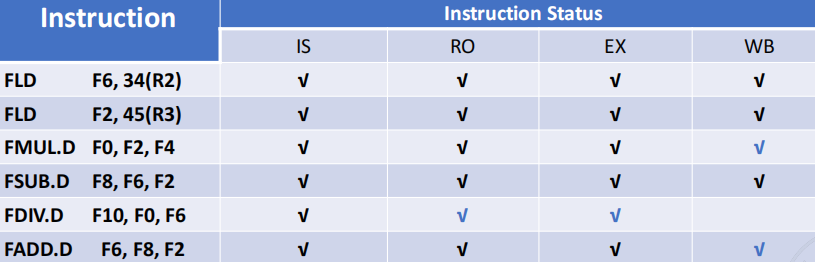 Instruction Instruction Status
IS RO EX WB
FLD F6, 34(R2) √ √ √ √
FLD F2, 45(R3) √ √ √ √
FMUL.D F0, F2, F4 √ √ √ √
FSUB.D F8, F6, F2 √ √ √ √
FDIV.D F10, F0, F6 √ √ √
FADD.D F6, F8, F2 √ √ √ √